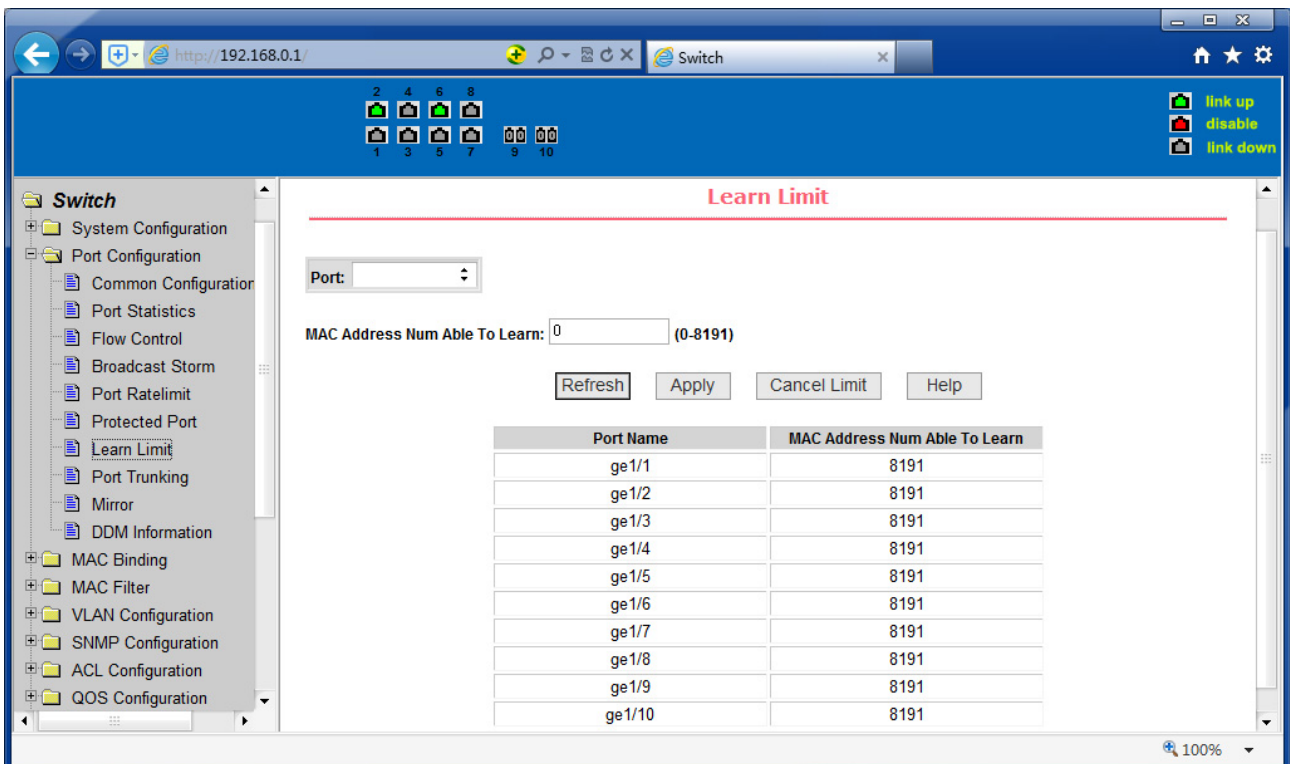 http://192.168.0.1/
Switch
2 4 6 8
1 3 5 7 9 10
link up
disable
link down
Switch
System Configuration
Port Configuration
Common Configuration
Port Statistics
Flow Control
Broadcast Storm
Port Ratelimit
Protected Port
Learn Limit
Port Trunking
Mirror
DDM Information
MAC Binding
MAC Filter
VLAN Configuration
SNMP Configuration
ACL Configuration
QOS Configuration
Learn Limit
Port:
MAC Address Num Able To Learn: 0 (0-8191)
Refresh Apply Cancel Limit Help
Port Name MAC Address Num Able To Learn
ge1/1 8191
ge1/2 8191
ge1/3 8191
ge1/4 8191
ge1/5 8191
ge1/6 8191
ge1/7 8191
ge1/8 8191
ge1/9 8191
ge1/10 8191
100%